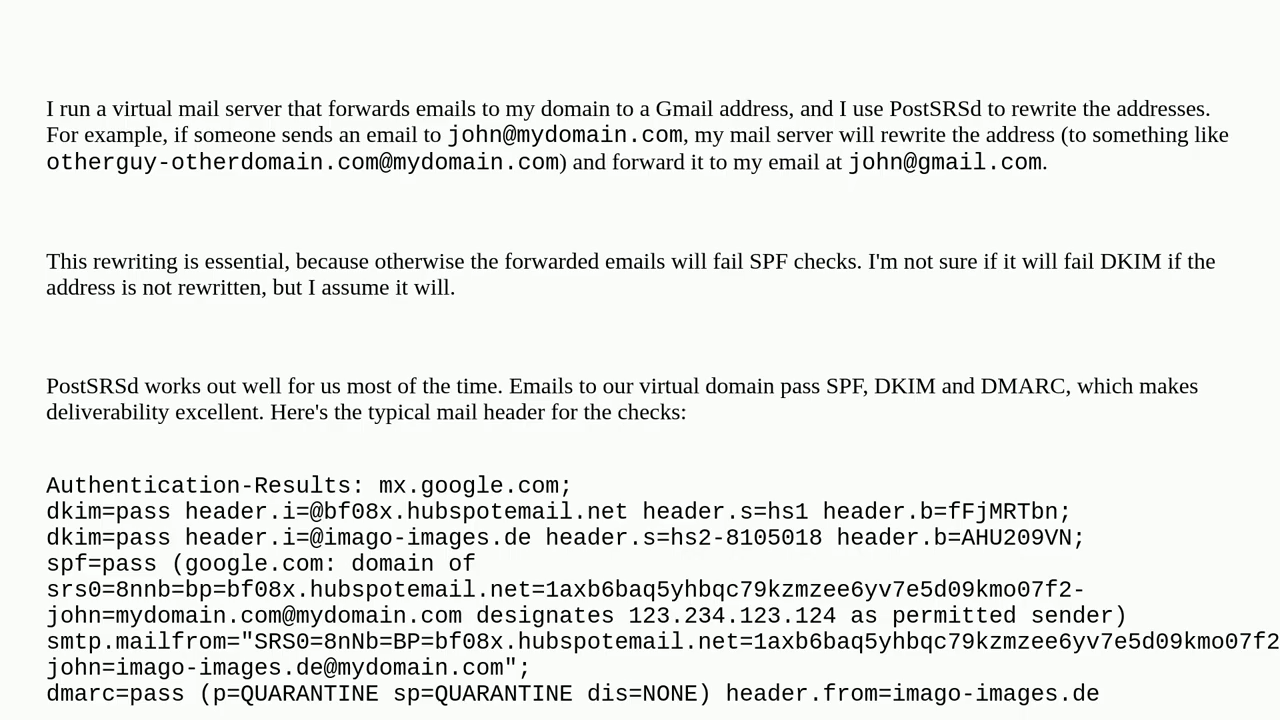 I run a virtual mail server that forwards emails to my domain to a Gmail address, and I use PostSRSd to rewrite the addresses.
For example, if someone sends an email to john@mydomain.com, my mail server will rewrite the address (to something like
otherguy-otherdomain.com@mydomain.com) and forward it to my email at john@gmail.com.
This rewriting is essential, because otherwise the forwarded emails will fail SPF checks. I'm not sure if it will fail DKIM if the
address is not rewritten, but I assume it will.
PostSRSd works out well for us most of the time. Emails to our virtual domain pass SPF, DKIM and DMARC, which makes
deliverability excellent. Here's the typical mail header for the checks:
Authentication-Results: mx.google.com;
dkim=pass header.i=@bf08x.hubspotemail.net header.s=hs1 header.b=fFjMRTbn;
dkim=pass header.i=@imago-images.de header.s=hs2-8105018 header.b=AHU209VN;
spf=pass (google.com: domain of
srs0=8nnb=bp=bf08x.hubspotemail.net=1axb6baq5yhbqc79kzmzee6yv7e5d09kmo07f2-
john=mydomain.com@mydomain.com designates 123.234.123.124 as permitted sender)
smtp.mailfrom="SRS0=8nNb=BP=bf08x.hubspotemail.net=1axb6baq5yhbqc79kzmzee6yv7e5d09kmo07f2
john=imago-images.de@mydomain.com";
dmarc=pass (p=QUARANTINE sp=QUARANTINE dis=NONE) header.from=imago-images.de